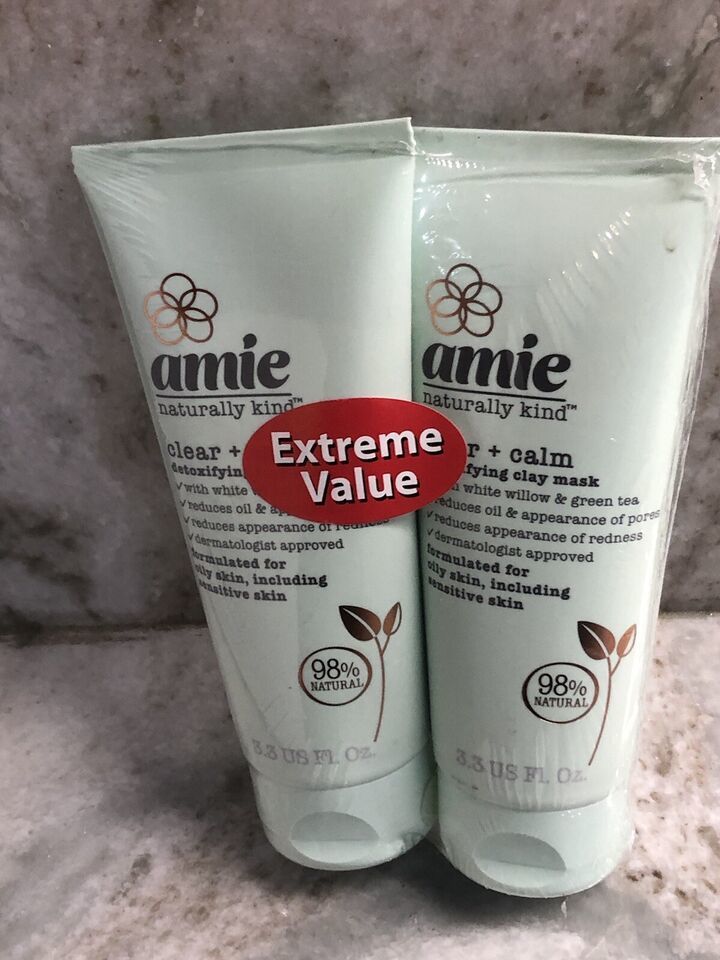 amie
naturally kind™
clear +
detoxifyin
✓with white
✓reduces oil &
✓reduces appearance of redness
✓dermatologist approved
formulated for
oily skin, including
sensitive skin
98%
NATURAL
3.3 US Fl. Oz.
Extreme
Value
amie
naturally kind™
r + calm
fying clay mask
white willow & green tea
reduces oil & appearance of pores
✓reduces appearance of redness
✓dermatologist approved
formulated for
oily skin, including
sensitive skin
98%
NATURAL
3.3 US Fl. Oz.